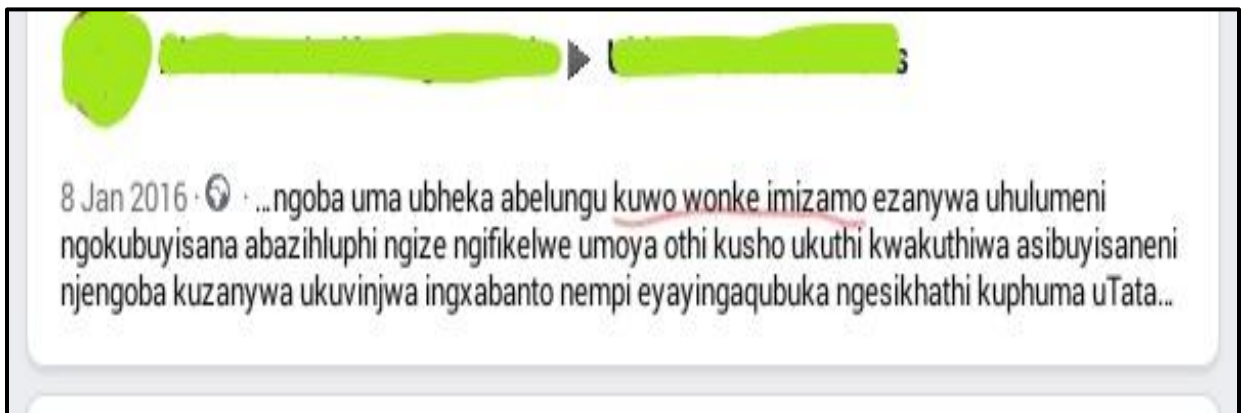 8 Jan 2016 · ...ngoba uma ubheka abelungu kuwo wonke imizamo ezanywa uhulumeni
ngokubuyisana abazihluphi ngize ngifikelwe umoya othi kusho ukuthi kwakuthiwa asibuyisaneni
njengoba kuzanywa ukuvinjwa ingxabanto nempi eyayingaqubuka ngesikhathi kuphuma uTata...